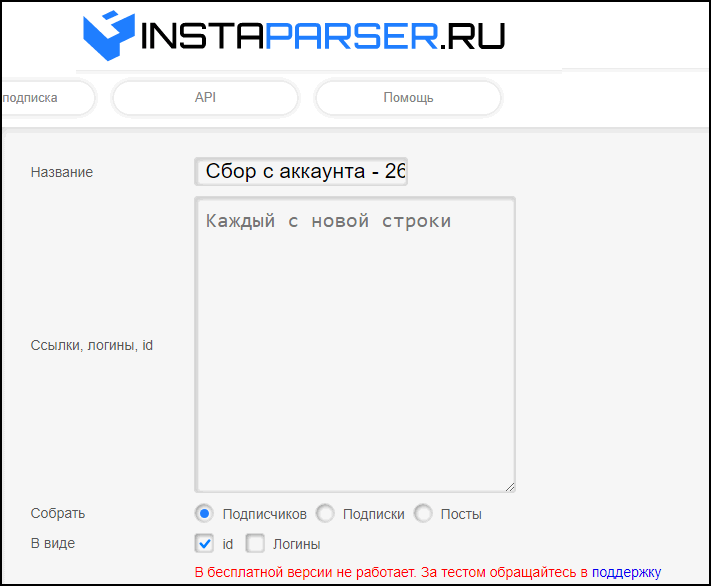 INSTAPARSER.RU
подписка API Помощь
Название Сбор с аккаунта - 26
Каждый с новой строки
Ссылки, логины, id
Собрать Подписчиков Подписки Посты
В виде id Логины
В бесплатной версии не работает. За тестом обращайтесь в поддержку